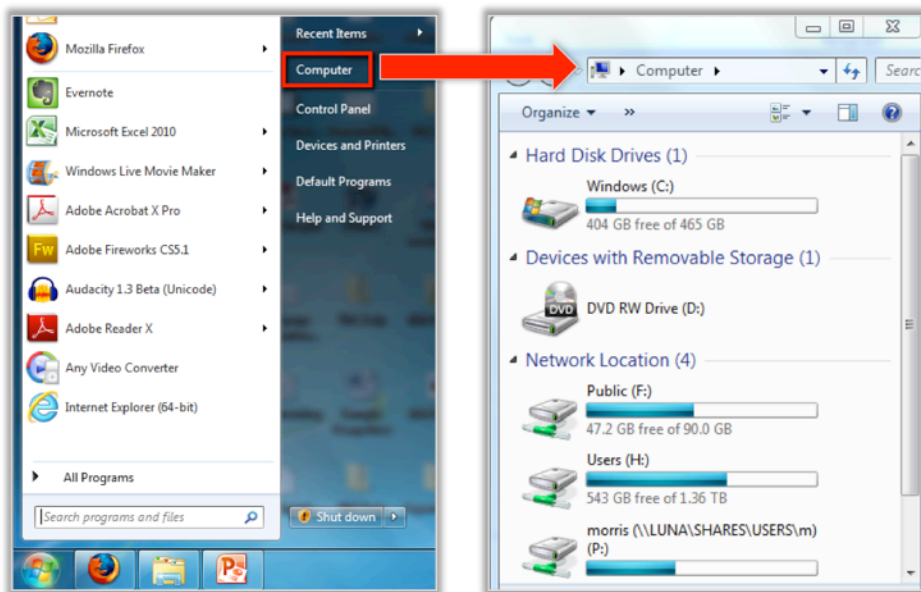 Mozilla Firefox
Evernote
Microsoft Excel 2010
Windows Live Movie Maker
Adobe Acrobat X Pro
Fw
Adobe Fireworks CS5.1
Audacity 1.3 Beta (Unicode)
Adobe Reader X
Any Video Converter
Internet Explorer (64-bit)
All Programs
Search programs and files
Recent Items
Computer
Control Panel
Devices and Printers
Default Programs
Help and Support
Shut down
Computer
Searc
Organize
»
Hard Disk Drives (1)
Windows (C:)
404 GB free of 465 GB
Devices with Removable Storage (1)
DVD
DVD RW Drive (D:)
Network Location (4)
Public (F:)
47.2 GB free of 90.0 GB
Users (H:)
543 GB free of 1.36 TB
morris (\\LUNA\SHARES\USERS\m)
(P:)